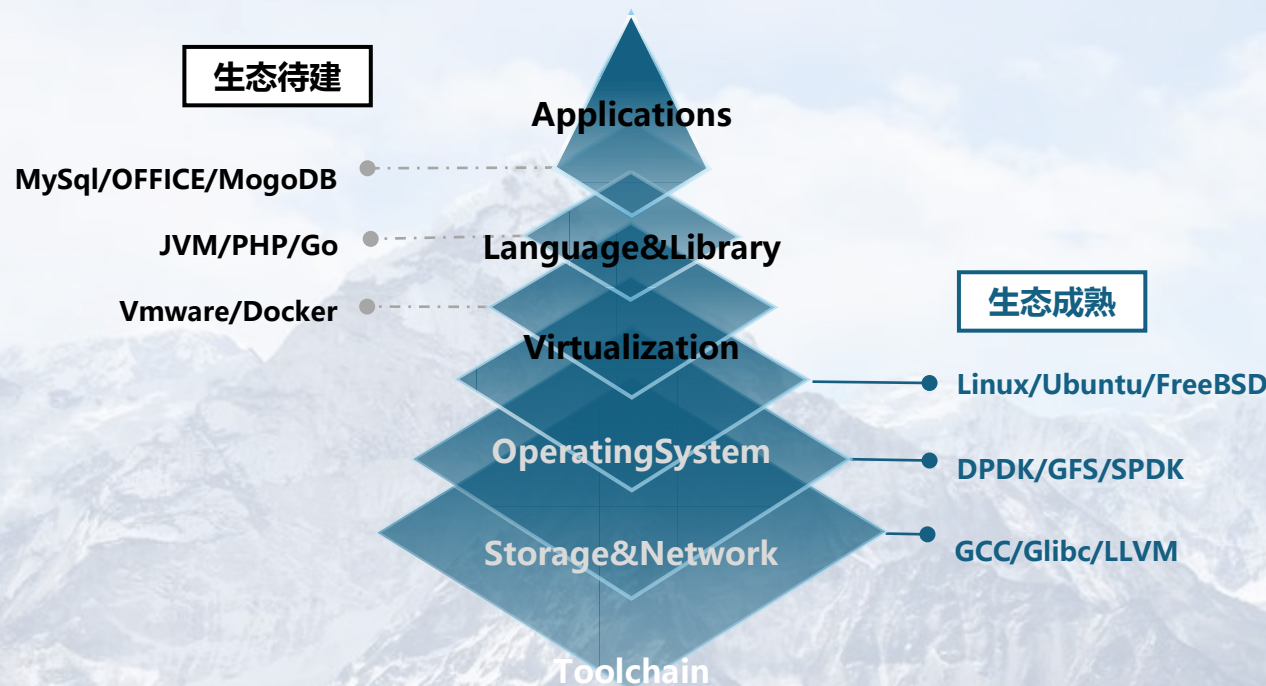 生态待建
Applications
MySql/OFFICE/MogoDB
JVM/PHP/Go
Language&Library
Vmware/Docker
生态成熟
Virtualization
Linux/Ubuntu/FreeBSD
OperatingSystem
DPDK/GFS/SPDK
Storage&Network
GCC/Glibc/LLVM
Toolchain